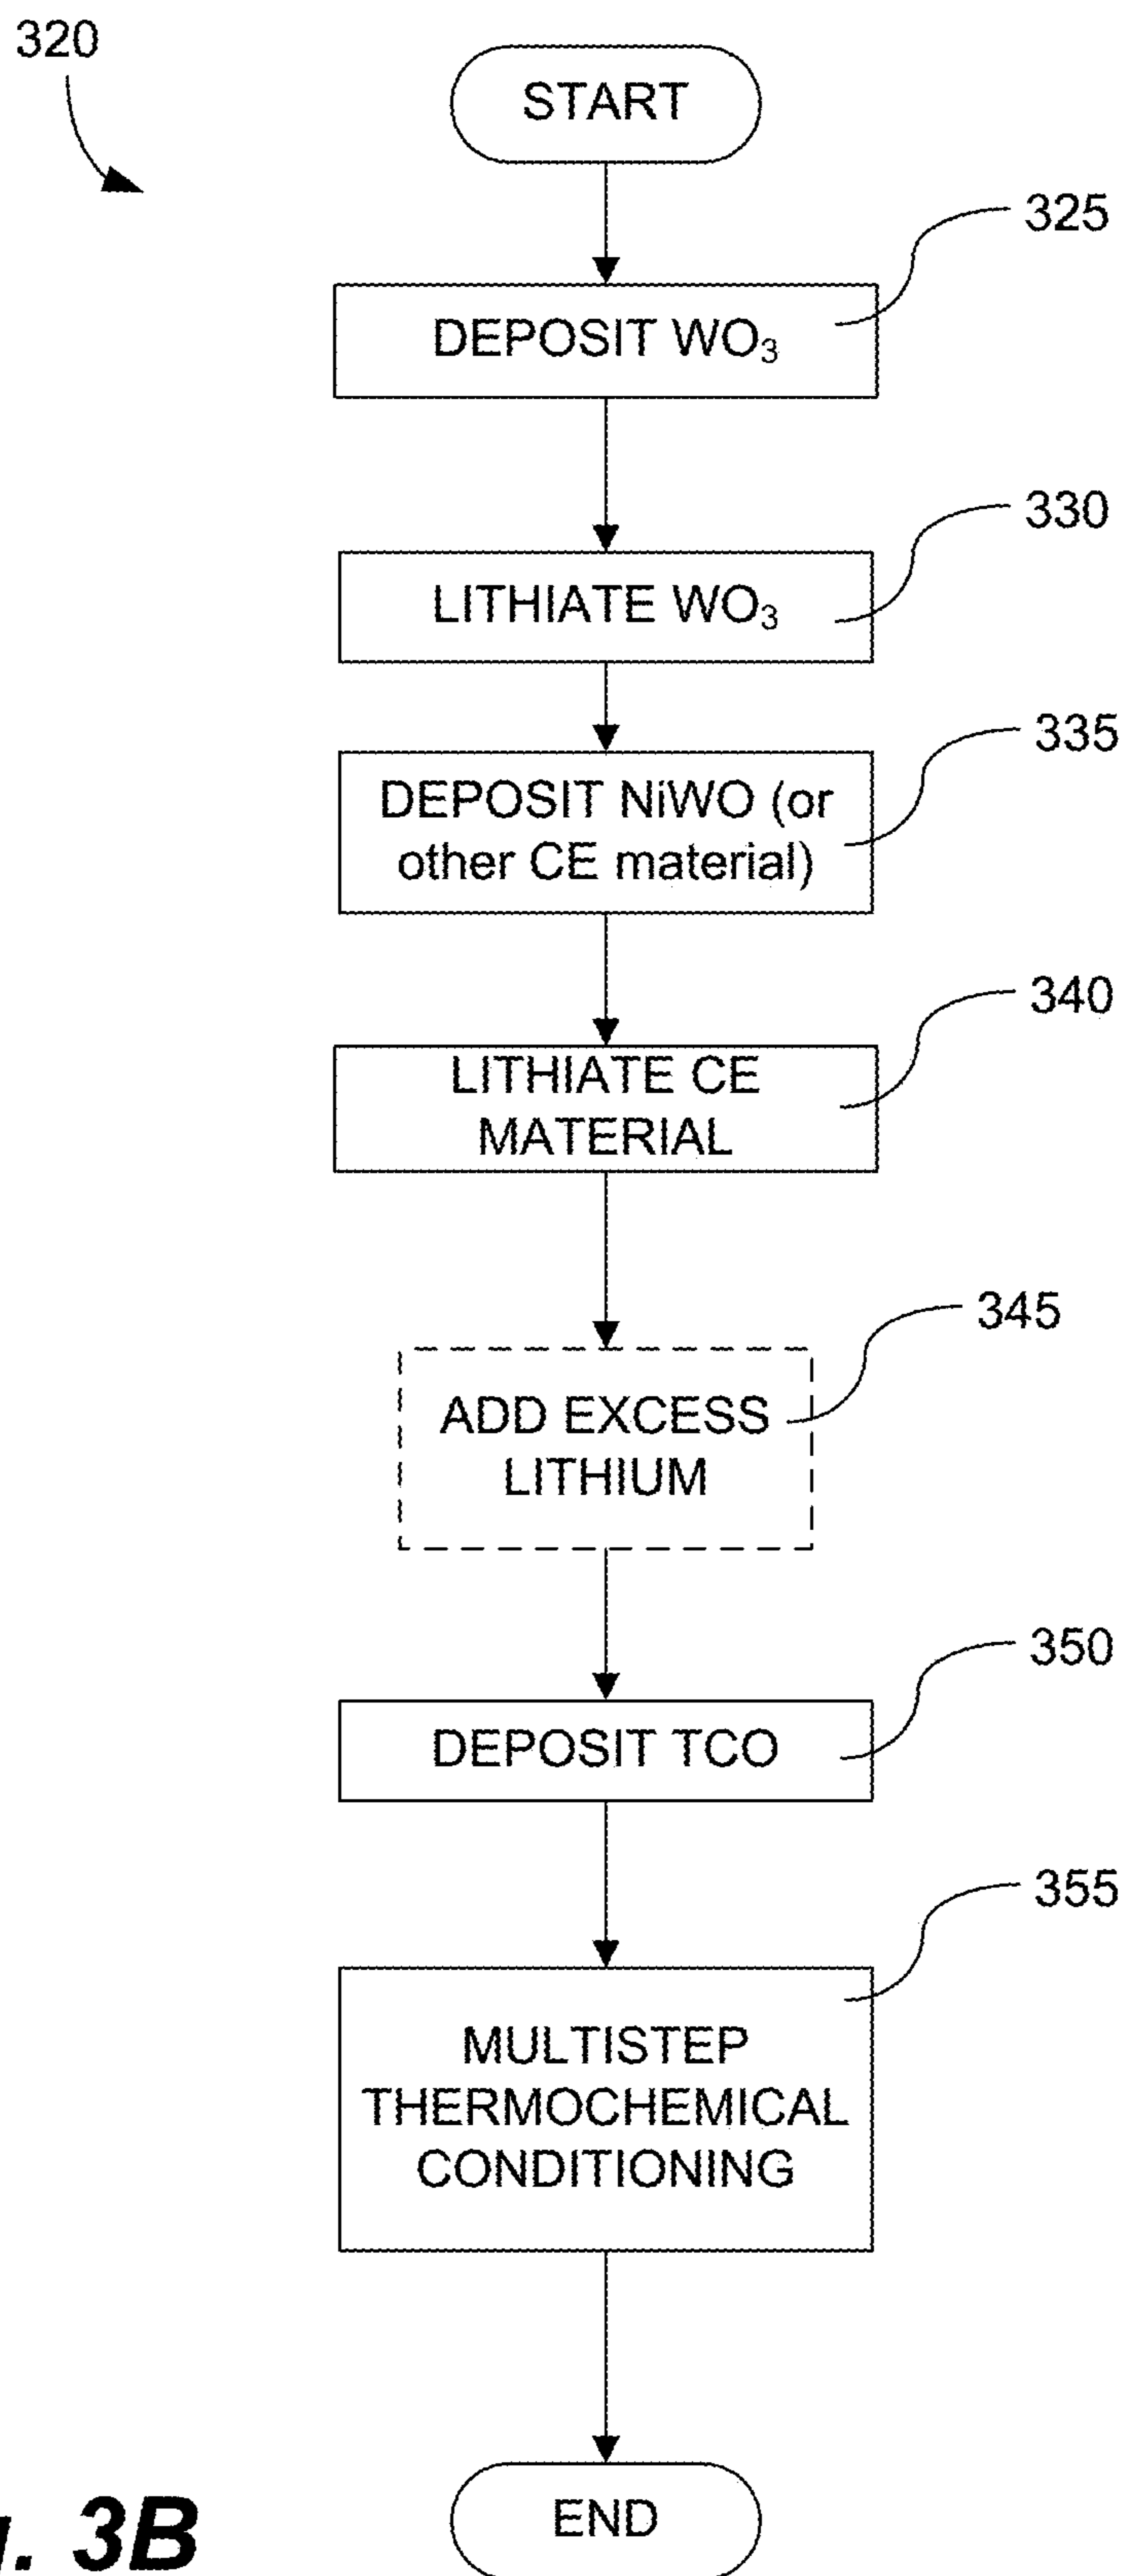 320
START
325
DEPOSIT WO₃
330
LITHIATE WO₃
335
DEPOSIT NiWO (or
other CE material)
340
LITHIATE CE
MATERIAL
345
ADD EXCESS
LITHIUM
350
DEPOSIT TCO
355
MULTISTEP
THERMOCHEMICAL
CONDITIONING
END
3B